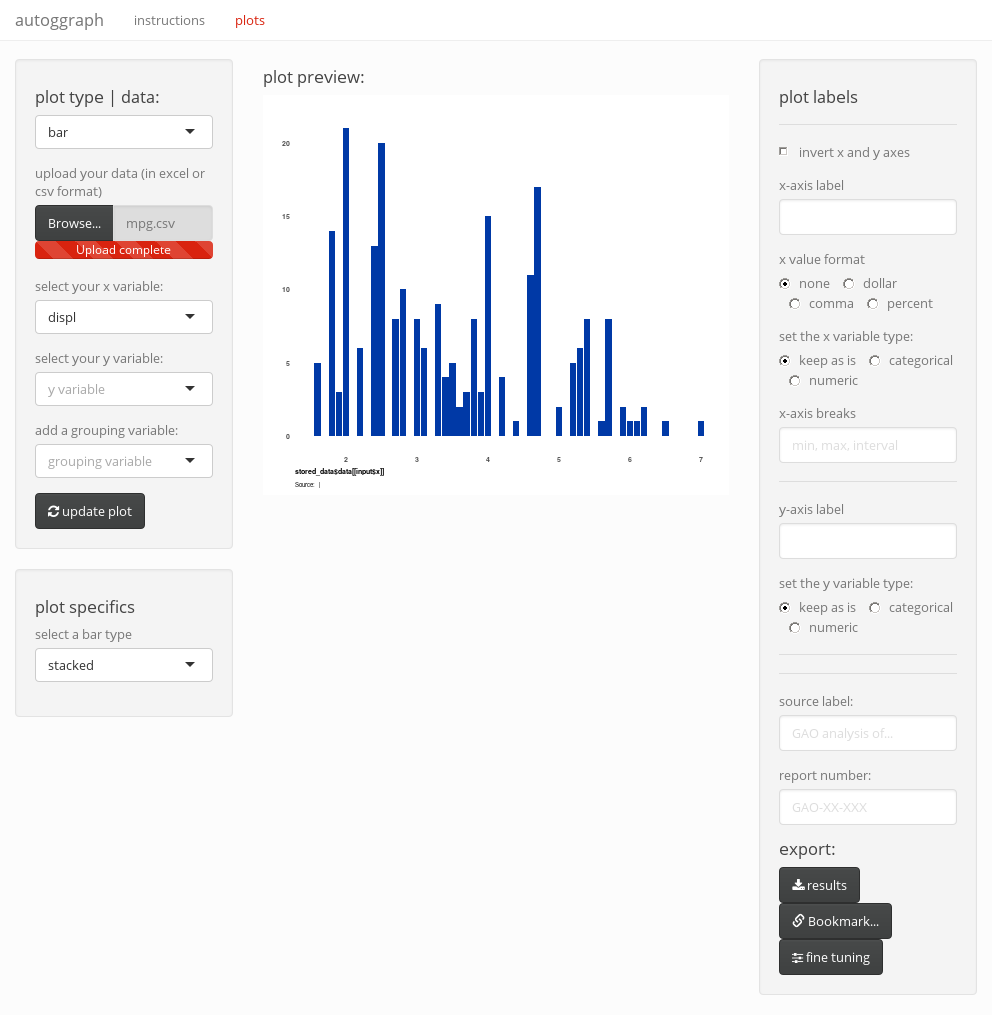 autoggraph instructions plots
plot type | data:
bar
upload your data (in excel or
csv format)
Browse... mpg.csv
Upload complete
select your x variable:
displ
select your y variable:
y variable
add a grouping variable:
grouping variable
update plot
plot specifics
select a bar type
stacked
plot preview:
20
15
10
5
0
2 3 4 5 6 7
stored_data$data[[input$x]]
Source: |
plot labels
invert x and y axes
x-axis label
x value format
none dollar
comma percent
set the x variable type:
keep as is categorical
numeric
x-axis breaks
min, max, interval
y-axis label
set the y variable type:
keep as is categorical
numeric
source label:
GAO analysis of...
report number:
GAO-XX-XXX
export:
results
Bookmark...
fine tuning